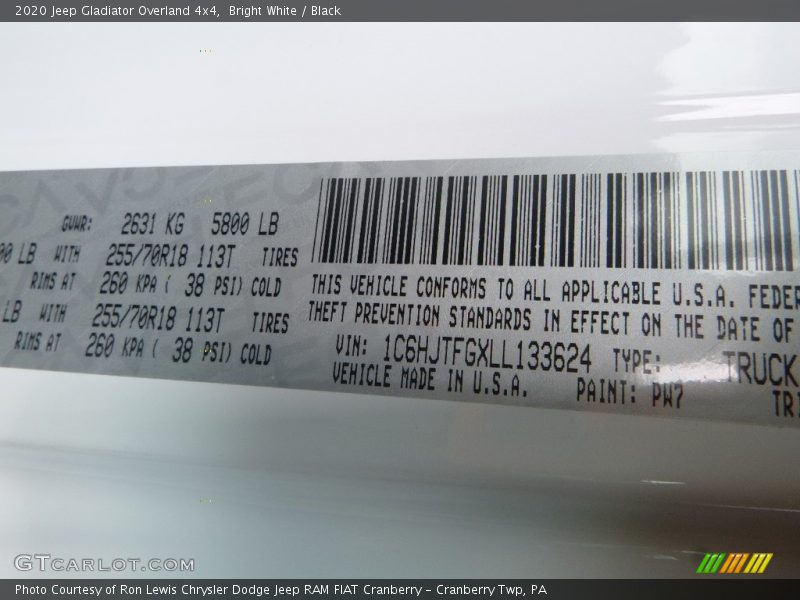 2020 Jeep Gladiator Overland 4x4,  Bright White / Black
GVWR: 2631 KG 5800 LB
00 LB WITH 255/70R18 113T TIRES
RIMS AT 260 KPA ( 38 PSI) COLD
LB WITH 255/70R18 113T TIRES
RIMS AT 260 KPA ( 38 PSI) COLD
THIS VEHICLE CONFORMS TO ALL APPLICABLE U.S.A. FEDER
THEFT PREVENTION STANDARDS IN EFFECT ON THE DATE OF
VIN: 1C6HJTFGXLL133624 TYPE: TRUCK
VEHICLE MADE IN U.S.A. PAINT: PW7
TRI
GTCARLOT.COM
Photo Courtesy of Ron Lewis Chrysler Dodge Jeep RAM FIAT Cranberry – Cranberry Twp, PA